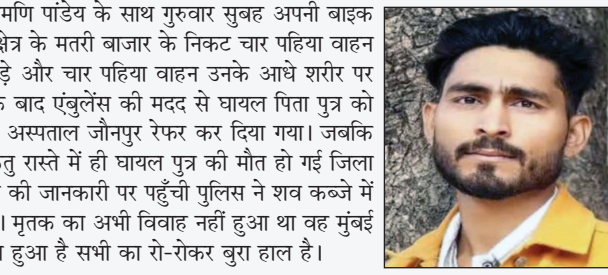 मणि पांडेय के साथ गुरुवार सुबह अपनी बाइक
क्षेत्र के मतरी बाजार के निकट चार पहिया वाहन
ड़े और चार पहिया वाहन उनके आधे शरीर पर
बाद एंबुलेंस की मदद से घायल पिता पुत्र को
अस्पताल जौनपुर रेफर कर दिया गया। जबकि
तु रास्ते में ही घायल पुत्र की मौत हो गई जिला
की जानकारी पर पहुँची पुलिस ने शव कब्जे में
। मृतक का अभी विवाह नहीं हुआ था वह मुंबई
हुआ है सभी का रो-रोकर बुरा हाल है।